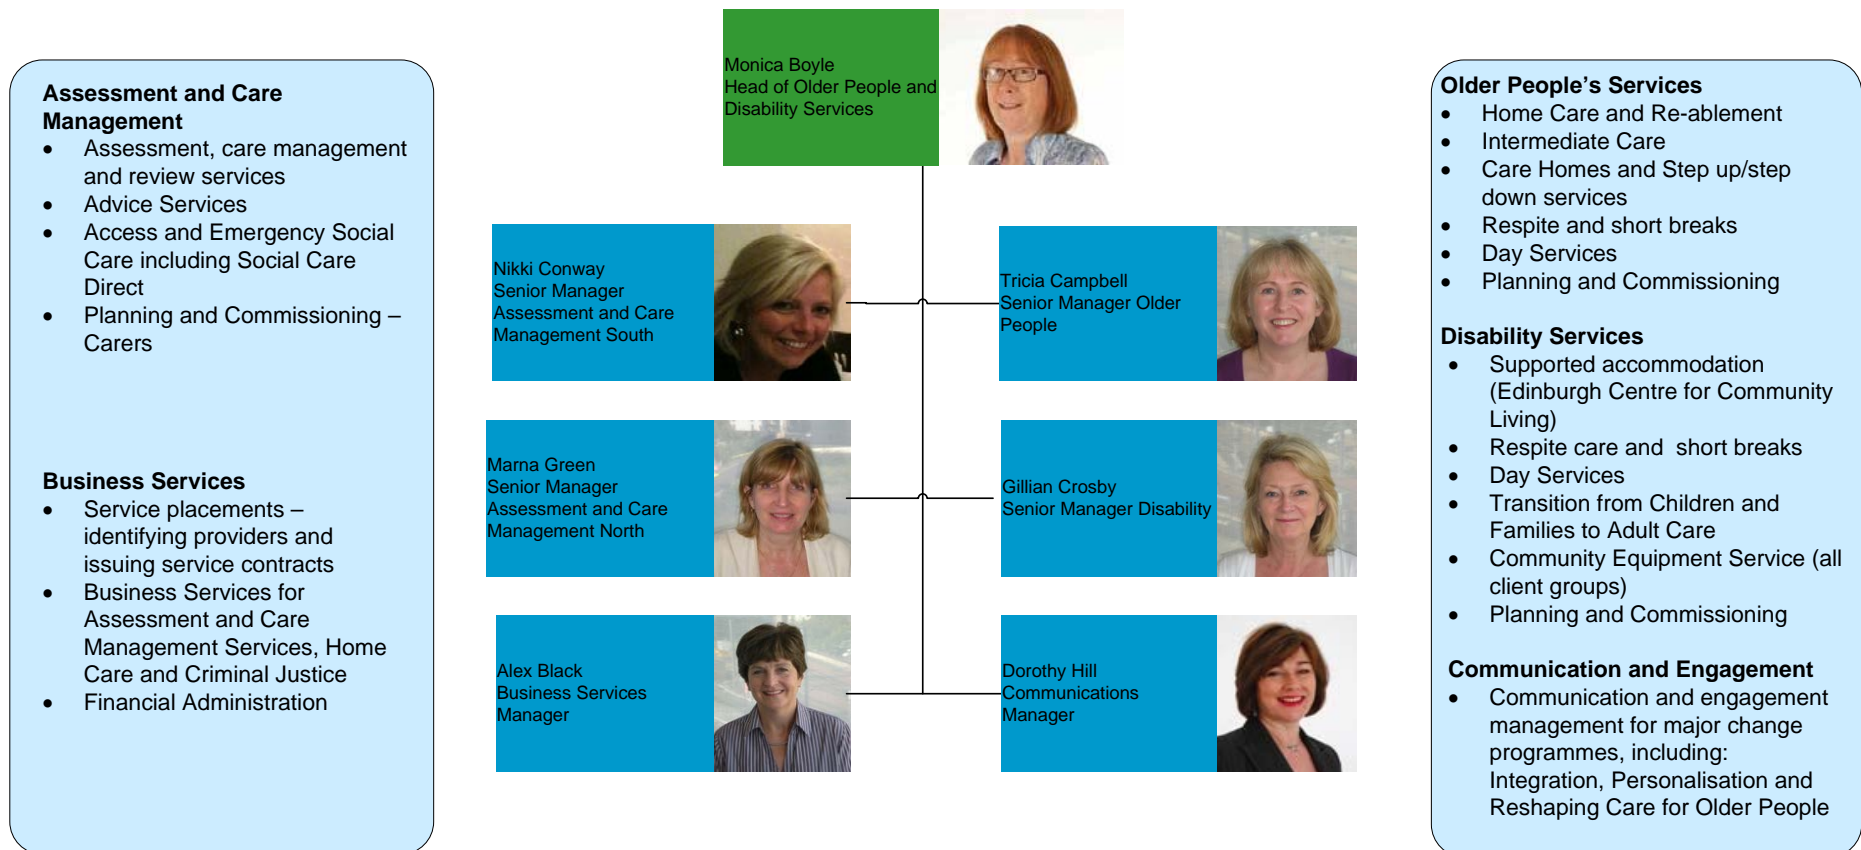 Monica Boyle
Head of Older People and
Disability Services
Assessment and Care
Management
• Assessment, care management
and review services
• Advice Services
• Access and Emergency Social
Care including Social Care
Direct
• Planning and Commissioning –
Carers
Business Services
• Service placements –
identifying providers and
issuing service contracts
• Business Services for
Assessment and Care
Management Services, Home
Care and Criminal Justice
• Financial Administration
Nikki Conway
Senior Manager
Assessment and Care
Management South
Tricia Campbell
Senior Manager Older
People
Marna Green
Senior Manager
Assessment and Care
Management North
Gillian Crosby
Senior Manager Disability
Alex Black
Business Services
Manager
Dorothy Hill
Communications
Manager
Older People’s Services
• Home Care and Re-ablement
• Intermediate Care
• Care Homes and Step up/step
down services
• Respite and short breaks
• Day Services
• Planning and Commissioning
Disability Services
• Supported accommodation
(Edinburgh Centre for Community
Living)
• Respite care and  short breaks
• Day Services
• Transition from Children and
Families to Adult Care
• Community Equipment Service (all
client groups)
• Planning and Commissioning
Communication and Engagement
• Communication and engagement
management for major change
programmes, including:
Integration, Personalisation and
Reshaping Care for Older People